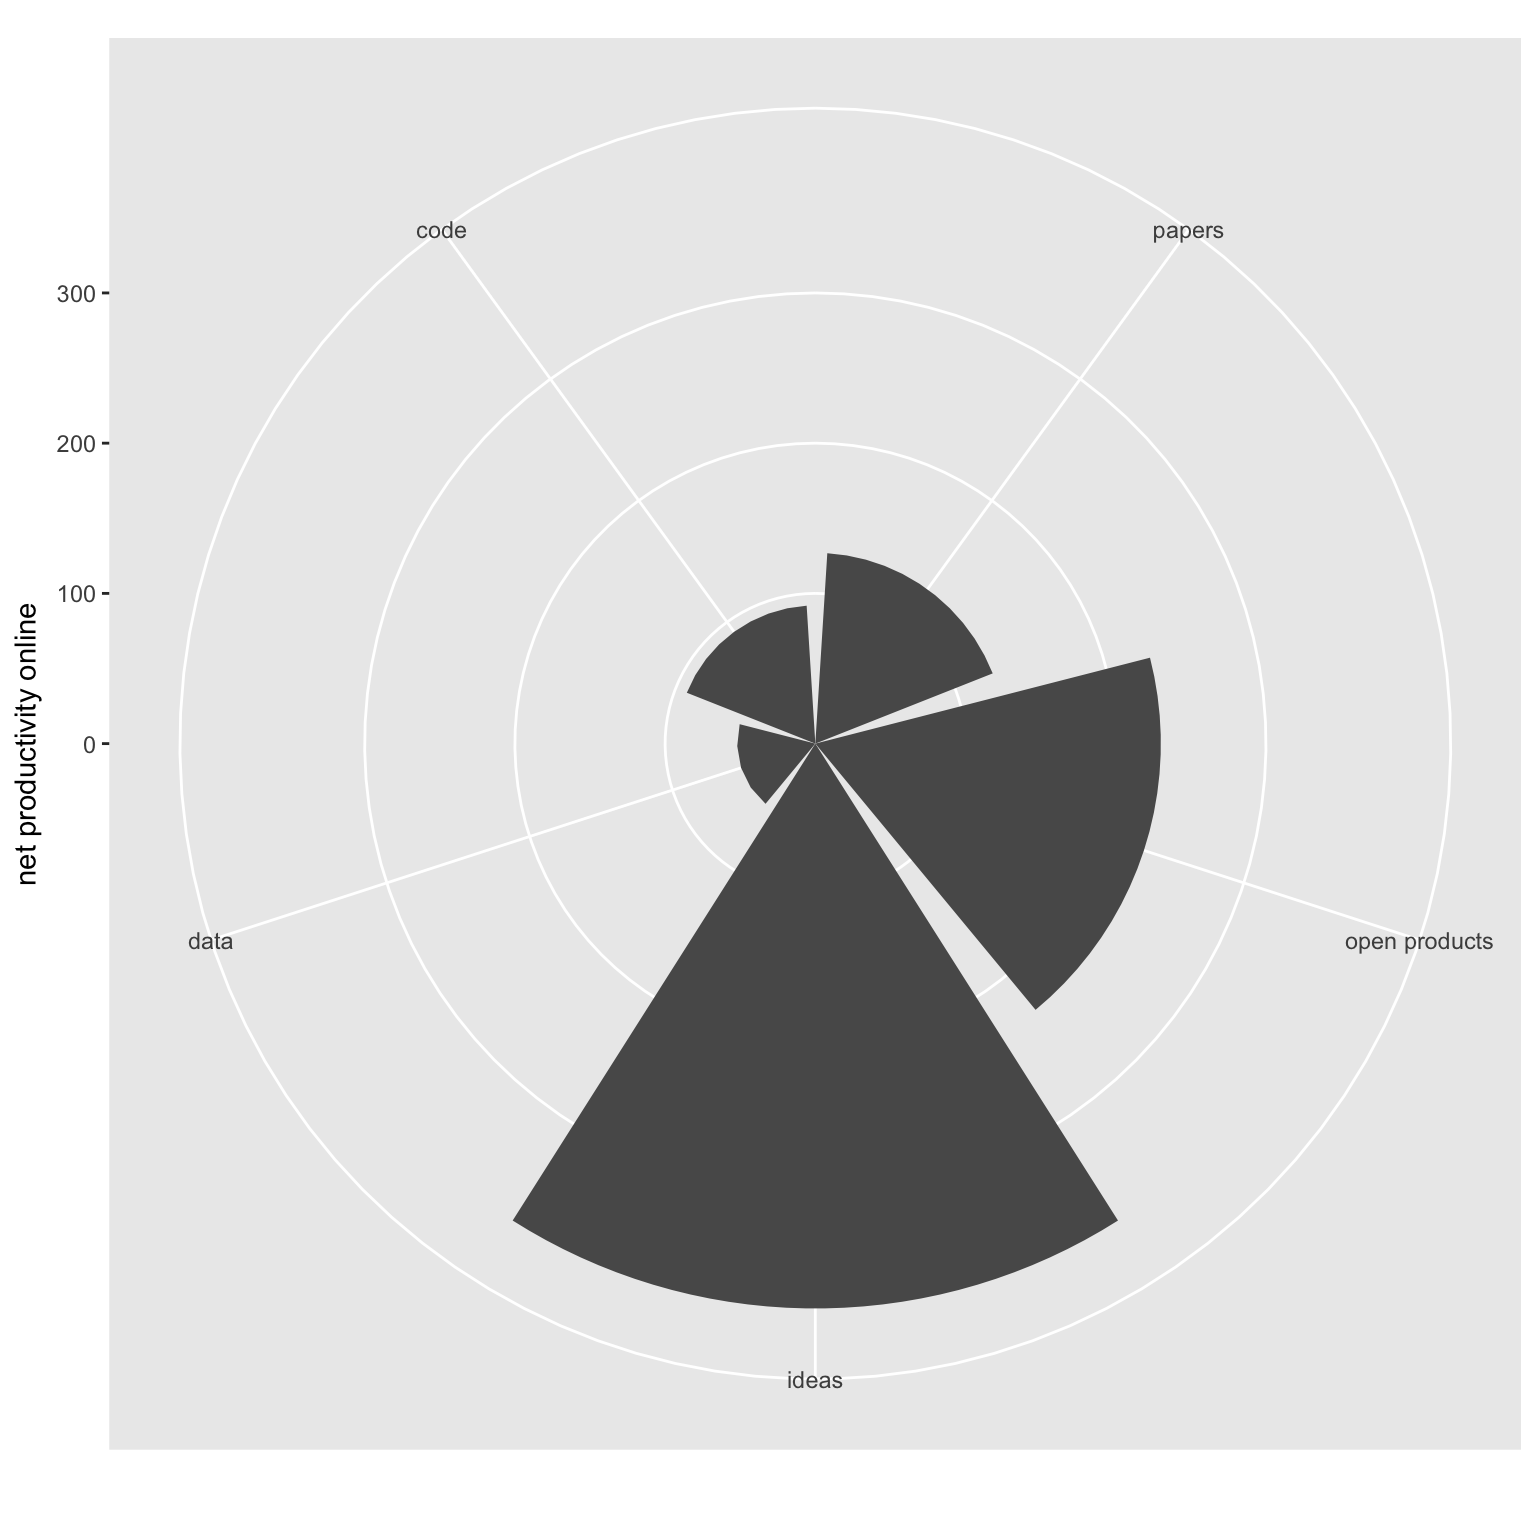 code
papers
300
200
100
0
net productivity online
data
open products
ideas